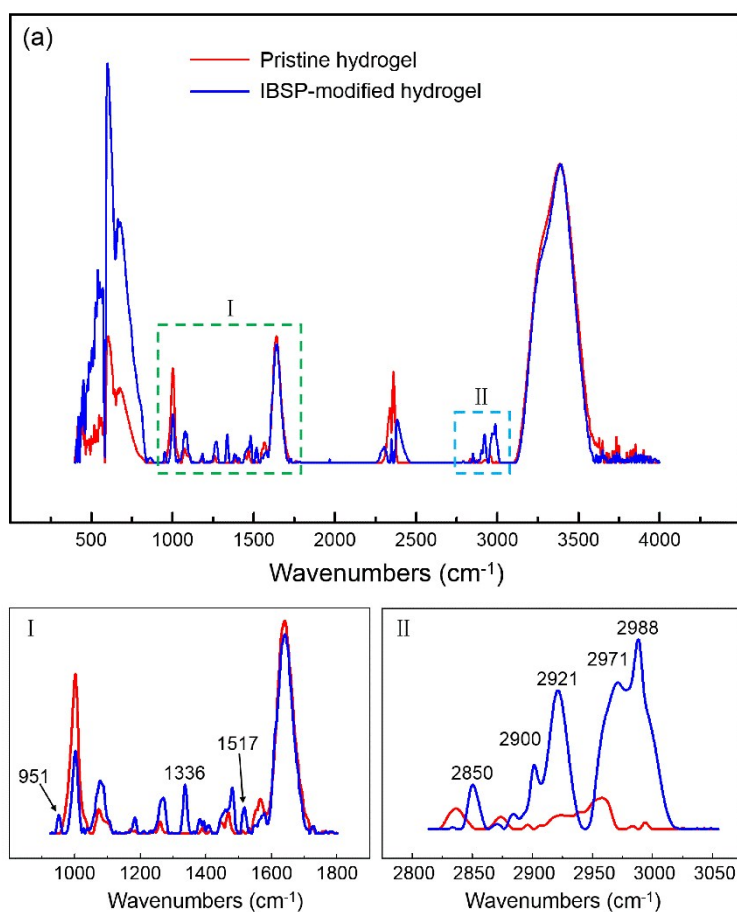 (a)
Pristine hydrogel
IBSP-modified hydrogel
I
II
500 1000 1500 2000 2500 3000 3500 4000
Wavenumbers (cm⁻¹)
I
951
1336
1517
1000 1200 1400 1600 1800
Wavenumbers (cm⁻¹)
II
2988
2971
2921
2900
2850
2800 2850 2900 2950 3000 3050
Wavenumbers (cm⁻¹)